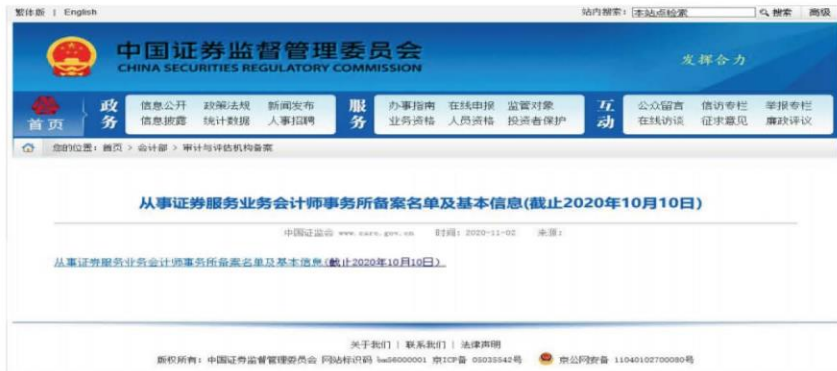 繁体版 | English 站内搜索： 本站点检索 搜索 高级
中国证券监督管理委员会
CHINA SECURITIES REGULATORY COMMISSION
发挥合力
首页 政务 信息公开 政策法规 新闻发布 服务 办事指南 在线申报 监管对象 互动 公众留言 信访专栏 举报专栏
信息披露 统计数据 人事招聘 业务资格 人员资格 投资者保护 在线访谈 征求意见 廉政评议
您的位置：首页 > 会计部 > 审计与评估机构备案
从事证券服务业务会计师事务所备案名单及基本信息(截止2020年10月10日)
中国证监会 www.csrc.gov.cn 时间：2020-11-02 来源：
从事证券服务业务会计师事务所备案名单及基本信息(截止2020年10月10日)
关于我们 | 联系我们 | 法律声明
版权所有：中国证券监督管理委员会 网站标识码 bm56000001 京ICP备 05035542号 京公网安备 11040102700080号